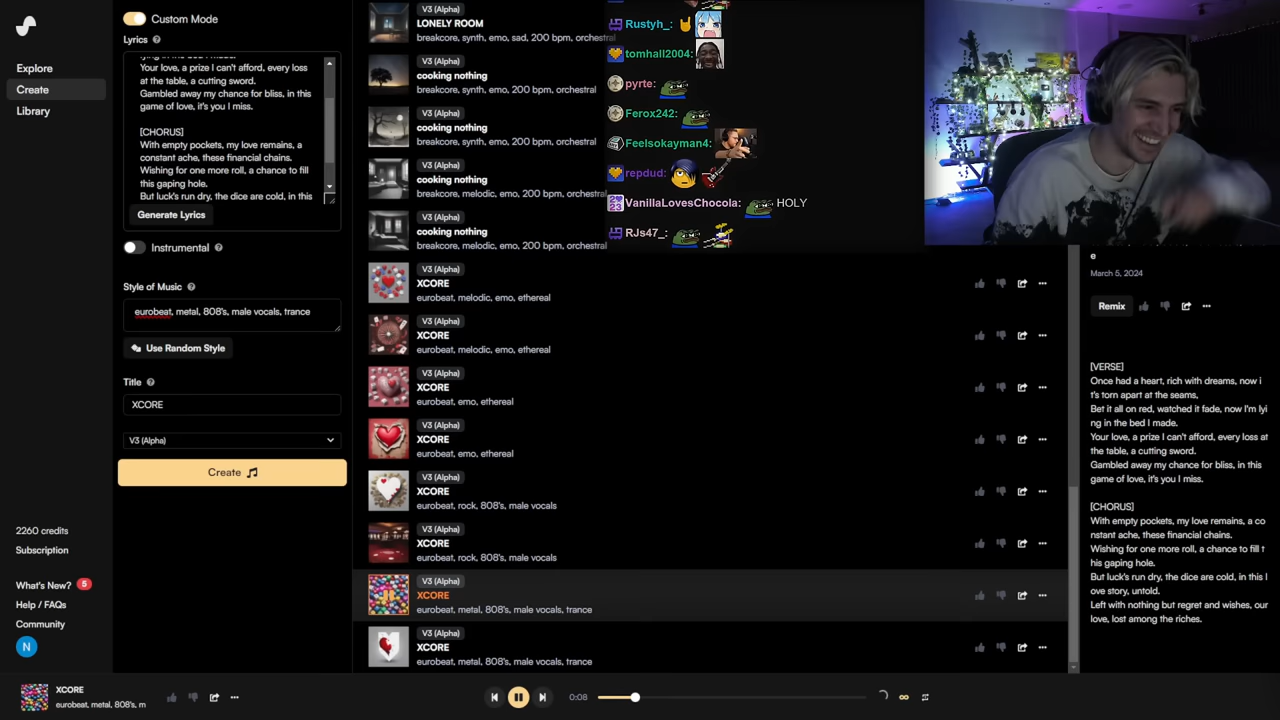 Explore
Create
Library
2260 credits
Subscription
What's New? 5
Help / FAQs
Community
N
Custom Mode
Lyrics
Your love, a prize I can't afford, every loss
at the table, a cutting sword.
Gambled away my chance for bliss, in this
game of love, it's you I miss.
[CHORUS]
With empty pockets, my love remains, a
constant ache, these financial chains.
Wishing for one more roll, a chance to fill
this gaping hole.
But luck's run dry, the dice are cold, in this
Generate Lyrics
Instrumental
Style of Music
eurobeat, metal, 808's, male vocals, trance
Use Random Style
Title
XCORE
V3 (Alpha)
Create
V3 (Alpha)
LONELY ROOM
breakcore, synth, emo, sad, 200 bpm, orchestral
V3 (Alpha)
cooking nothing
breakcore, synth, emo, 200 bpm, orchestral
V3 (Alpha)
cooking nothing
breakcore, synth, emo, 200 bpm, orchestral
V3 (Alpha)
cooking nothing
breakcore, melodic, emo, 200 bpm, orchestral
V3 (Alpha)
cooking nothing
breakcore, melodic, emo, 200 bpm, orchestral
V3 (Alpha)
XCORE
eurobeat, melodic, emo, ethereal
V3 (Alpha)
XCORE
eurobeat, melodic, emo, ethereal
V3 (Alpha)
XCORE
eurobeat, emo, ethereal
V3 (Alpha)
XCORE
eurobeat, emo, ethereal
V3 (Alpha)
XCORE
eurobeat, rock, 808's, male vocals
V3 (Alpha)
XCORE
eurobeat, rock, 808's, male vocals
V3 (Alpha)
XCORE
eurobeat, metal, 808's, male vocals, trance
V3 (Alpha)
XCORE
eurobeat, metal, 808's, male vocals, trance
Rustyh_:
tomhall2004:
pyrte:
Ferox242:
Feelsokayman4:
repdud:
VanillaLovesChocola: HOLY
RJs47_:
e
March 5, 2024
Remix
[VERSE]
Once had a heart, rich with dreams, now i
t's torn apart at the seams,
Bet it all on red, watched it fade, now I'm lyi
ng in the bed I made.
Your love, a prize I can't afford, every loss at
the table, a cutting sword.
Gambled away my chance for bliss, in this
game of love, it's you I miss.
[CHORUS]
With empty pockets, my love remains, a co
nstant ache, these financial chains.
Wishing for one more roll, a chance to fill t
his gaping hole.
But luck's run dry, the dice are cold, in this l
ove story, untold.
Left with nothing but regret and wishes, our
love, lost among the riches.
XCORE
eurobeat, metal, 808's, m
0:08